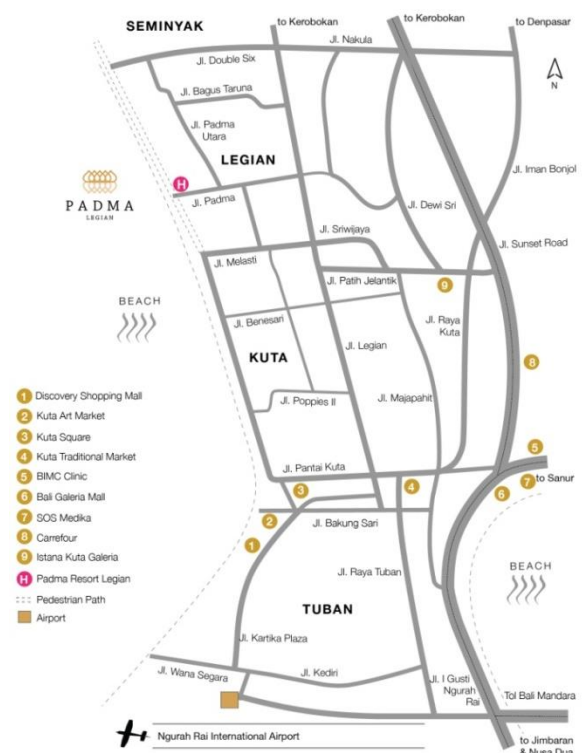 SEMINYAK
to Kerobokan
to Kerobokan
to Denpasar
Jl. Nakula
Jl. Double Six
Jl. Bagus Taruna
N
Jl. Padma
Utara
LEGIAN
Jl. Iman Bonjol
H
PADMA
LEGIAN
Jl. Padma
Jl. Dewi Sri
Jl. Sriwijaya
Jl. Sunset Road
Jl. Melasti
Jl. Patih Jelantik
9
BEACH
Jl. Benesari
Jl. Raya
Kuta
Jl. Legian
KUTA
8
Jl. Poppies II
Jl. Majapahit
1 Discovery Shopping Mall
2 Kuta Art Market
3 Kuta Square
4 Kuta Traditional Market
5 BIMC Clinic
6 Bali Galeria Mall
7 SOS Medika
8 Carrefour
9 Istana Kuta Galeria
H Padma Resort Legian
Pedestrian Path
Airport
5
Jl. Pantai Kuta
to Sanur
3
4
7
6
2
Jl. Bakung Sari
1
BEACH
Jl. Raya Tuban
TUBAN
Jl. Kartika Plaza
Jl. Wana Segara
Jl. Kediri
Jl. I Gusti
Ngurah
Rai
Tol Bali Mandara
Ngurah Rai International Airport
to Jimbaran
& Nusa Dua